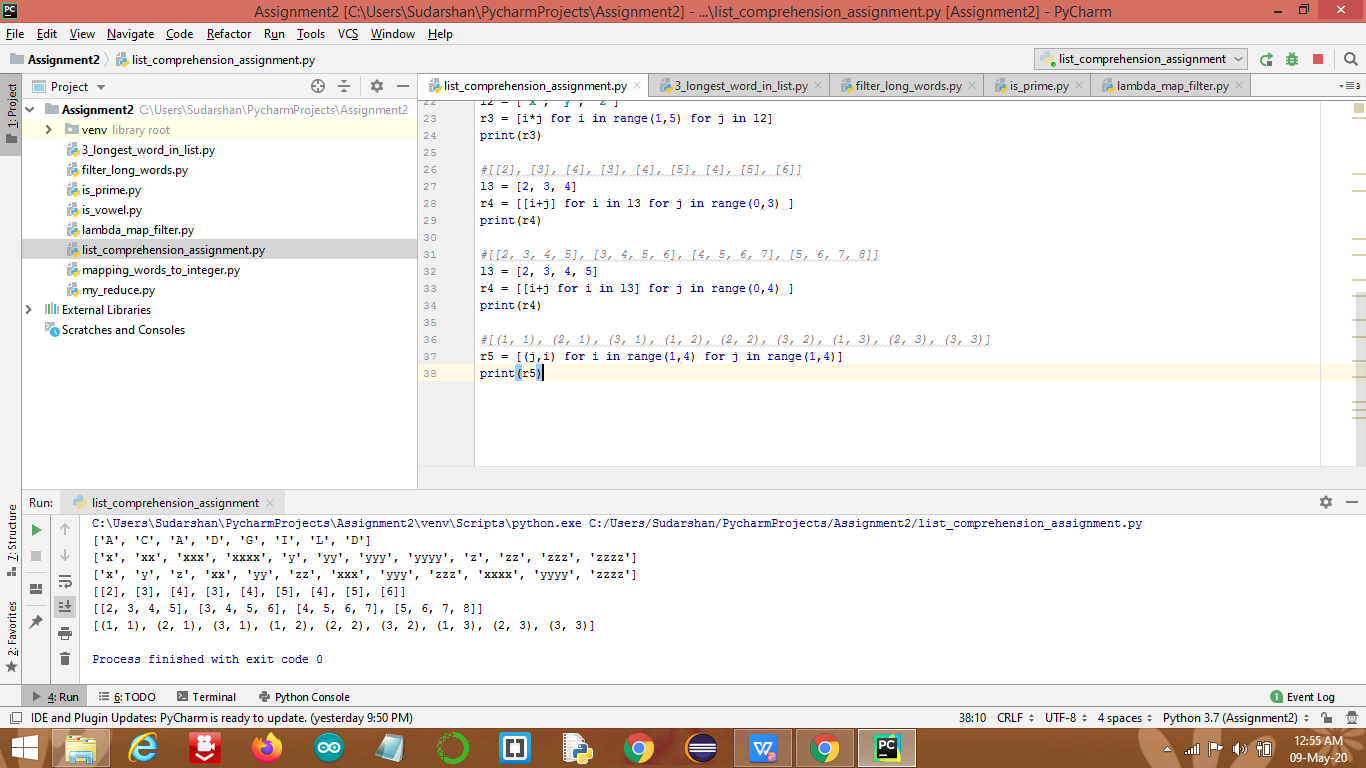 PC
Assignment2 [C:\Users\Sudarshan\PycharmProjects\Assignment2] - ...\list_comprehension_assignment.py [Assignment2] - PyCharm
File Edit View Navigate Code Refactor Run Tools VCS Window Help
Assignment2 list_comprehension_assignment.py
list_comprehension_assignment
1: Project
Project
list_comprehension_assignment.py 3_longest_word_in_list.py filter_long_words.py is_prime.py lambda_map_filter.py
Assignment2 C:\Users\Sudarshan\PycharmProjects\Assignment2
venv library root
3_longest_word_in_list.py
filter_long_words.py
is_prime.py
is_vowel.py
lambda_map_filter.py
list_comprehension_assignment.py
mapping_words_to_integer.py
my_reduce.py
External Libraries
Scratches and Consoles
22 l2 = ['x', 'y', 'z']
23 r3 = [i*j for i in range(1,5) for j in l2]
24 print(r3)
25
26 #[[2], [3], [4], [3], [4], [5], [4], [5], [6]]
27 l3 = [2, 3, 4]
28 r4 = [[i+j] for i in l3 for j in range(0,3) ]
29 print(r4)
30
31 #[[2, 3, 4, 5], [3, 4, 5, 6], [4, 5, 6, 7], [5, 6, 7, 8]]
32 l3 = [2, 3, 4, 5]
33 r4 = [[i+j for i in l3] for j in range(0,4) ]
34 print(r4)
35
36 #[(1, 1), (2, 1), (3, 1), (1, 2), (2, 2), (3, 2), (1, 3), (2, 3), (3, 3)]
37 r5 = [(j,i) for i in range(1,4) for j in range(1,4)]
38 print(r5)
Run: list_comprehension_assignment
7: Structure
2: Favorites
C:\Users\Sudarshan\PycharmProjects\Assignment2\venv\Scripts\python.exe C:/Users/Sudarshan/PycharmProjects/Assignment2/list_comprehension_assignment.py
['A', 'C', 'A', 'D', 'G', 'I', 'L', 'D']
['x', 'xx', 'xxx', 'xxxx', 'y', 'yy', 'yyy', 'yyyy', 'z', 'zz', 'zzz', 'zzzz']
['x', 'y', 'z', 'xx', 'yy', 'zz', 'xxx', 'yyy', 'zzz', 'xxxx', 'yyyy', 'zzzz']
[[2], [3], [4], [3], [4], [5], [4], [5], [6]]
[[2, 3, 4, 5], [3, 4, 5, 6], [4, 5, 6, 7], [5, 6, 7, 8]]
[(1, 1), (2, 1), (3, 1), (1, 2), (2, 2), (3, 2), (1, 3), (2, 3), (3, 3)]
Process finished with exit code 0
4: Run 6: TODO Terminal Python Console 1 Event Log
IDE and Plugin Updates: PyCharm is ready to update. (yesterday 9:50 PM) 38:10 CRLF UTF-8 4 spaces Python 3.7 (Assignment2)
PC
12:55 AM
09-May-20